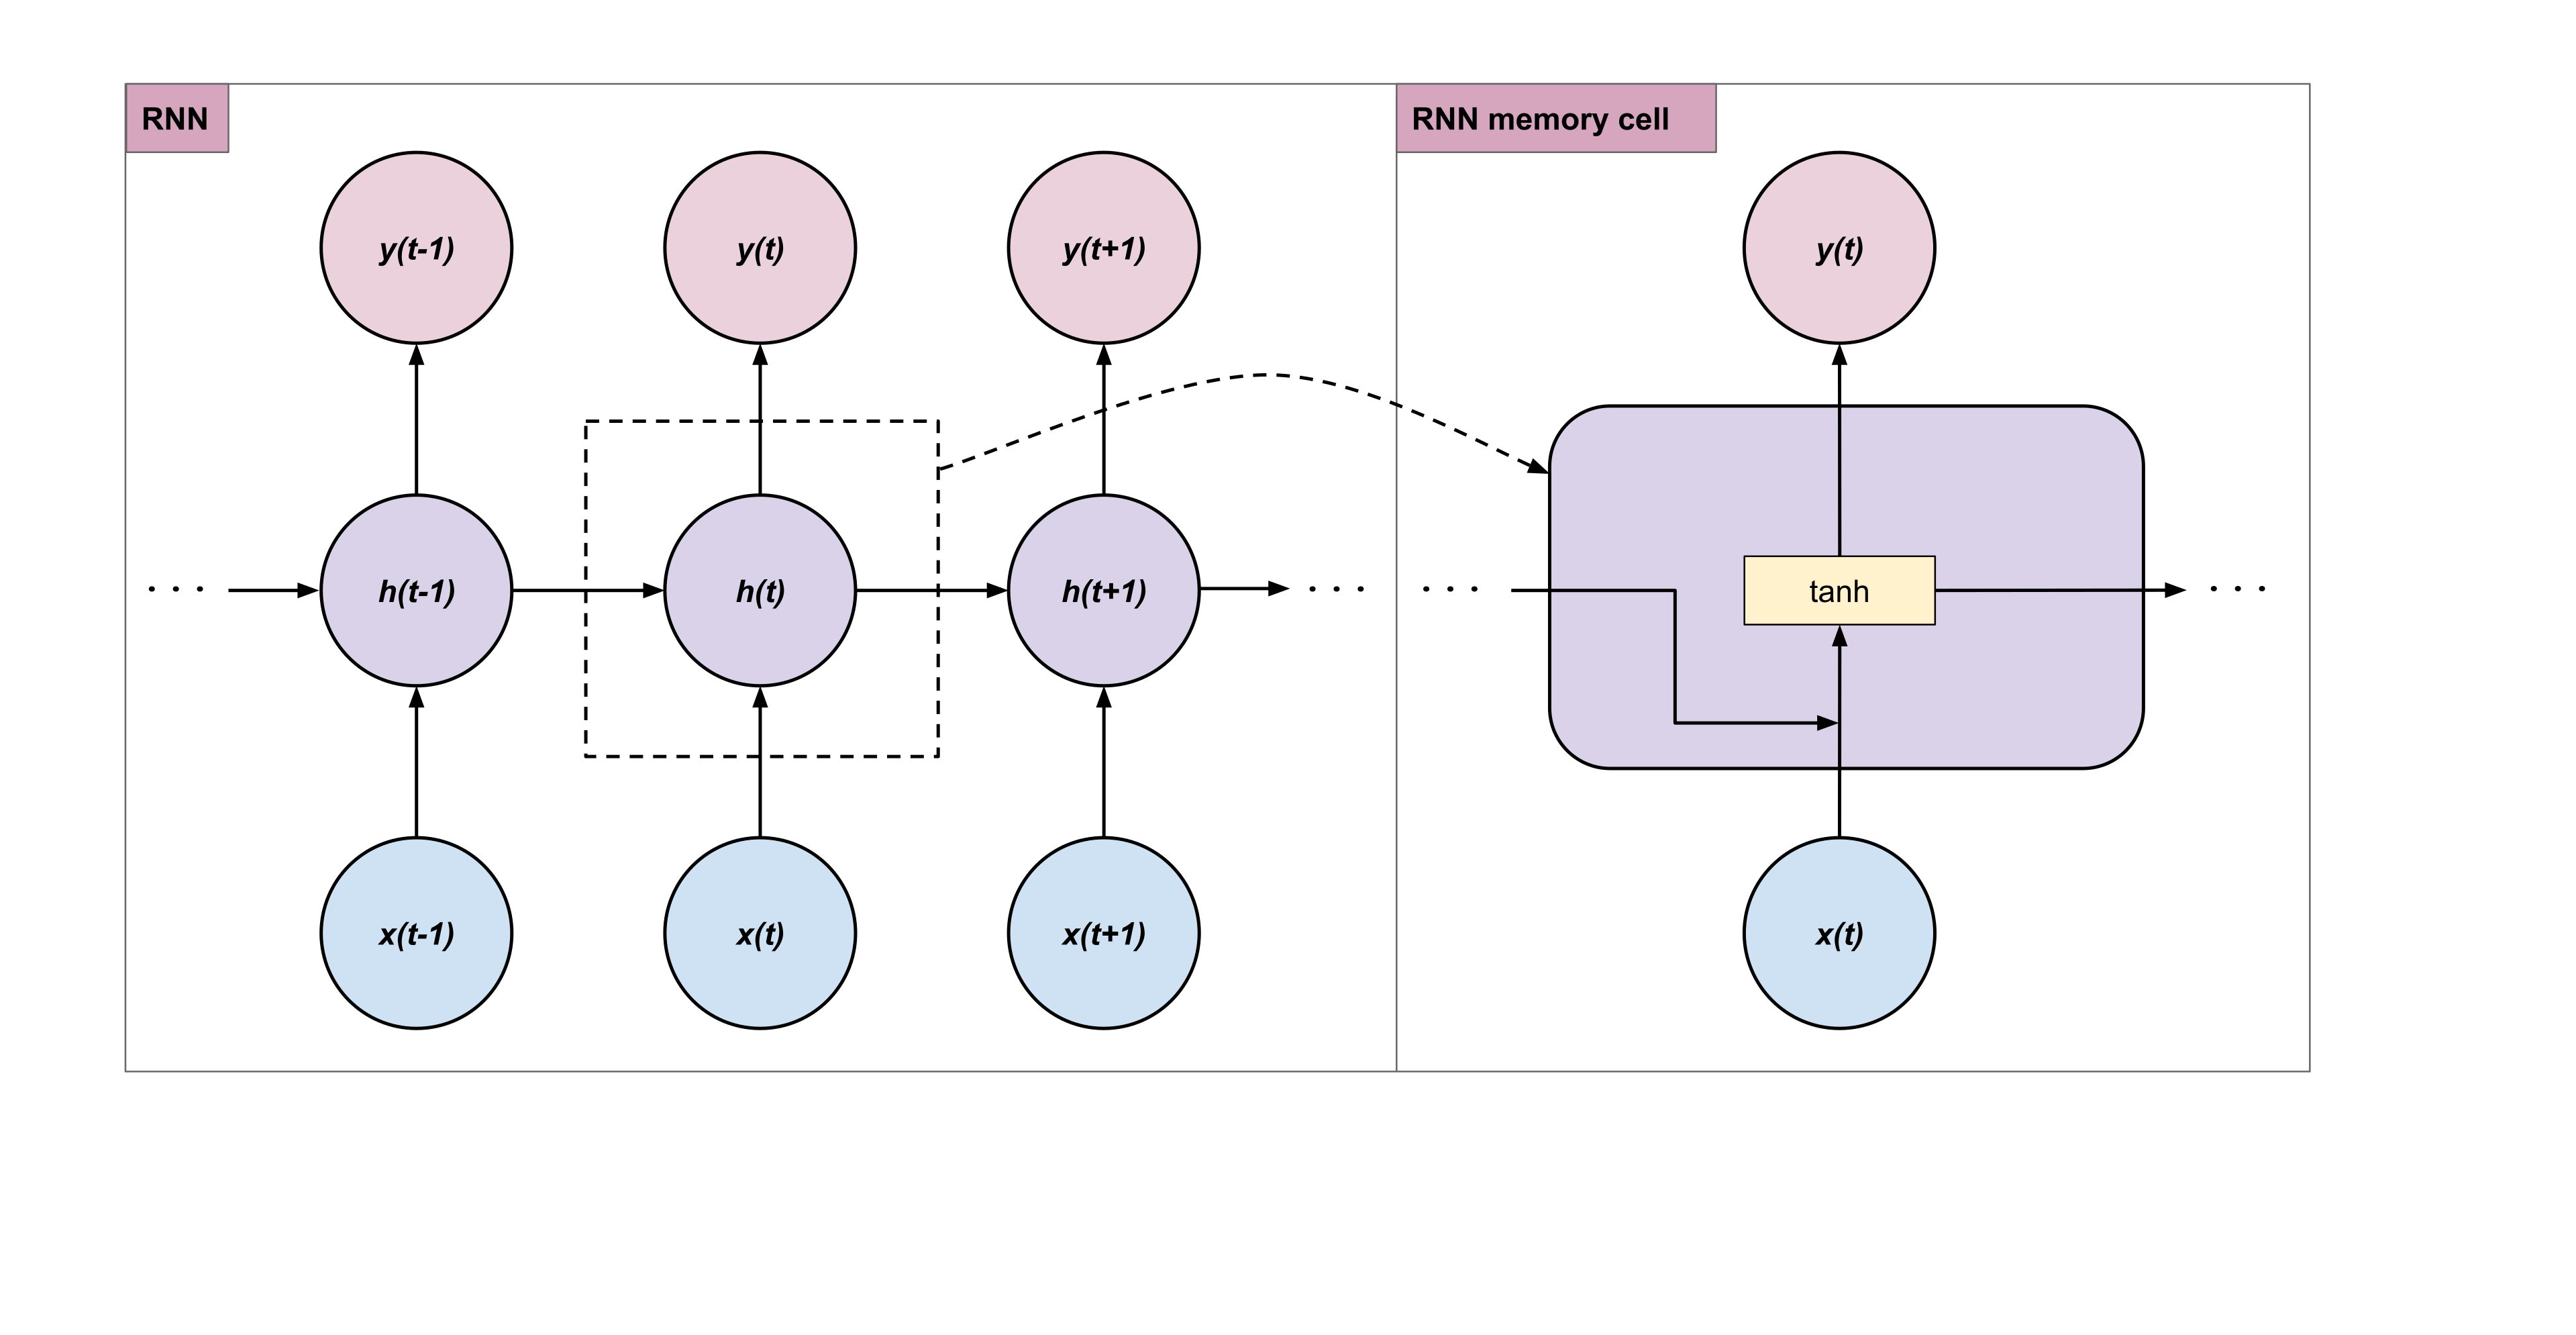 RNN
RNN memory cell
y(t-1)
y(t)
y(t+1)
y(t)
. . .
h(t-1)
h(t)
h(t+1)
. . .
. . .
tanh
. . .
x(t-1)
x(t)
x(t+1)
x(t)